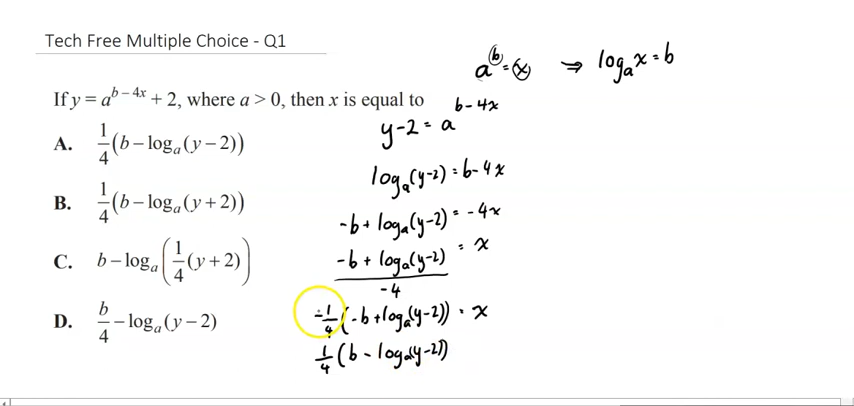 Tech Free Multiple Choice - Q1
a^b = x ⇒ log_a x = b
If y = a^(b – 4x) + 2, where a > 0, then x is equal to
y-2 = a^(b-4x)
A. 1/4 (b – log_a (y – 2))
log_a(y-2) = b-4x
B. 1/4 (b – log_a (y + 2))
-b + log_a(y-2) = -4x
C. b – log_a (1/4 (y + 2))
(-b + log_a(y-2)) / -4 = x
D. b/4 – log_a (y – 2)
-1/4 (-b + log_a(y-2)) = x
1/4 (b - log_a(y-2))